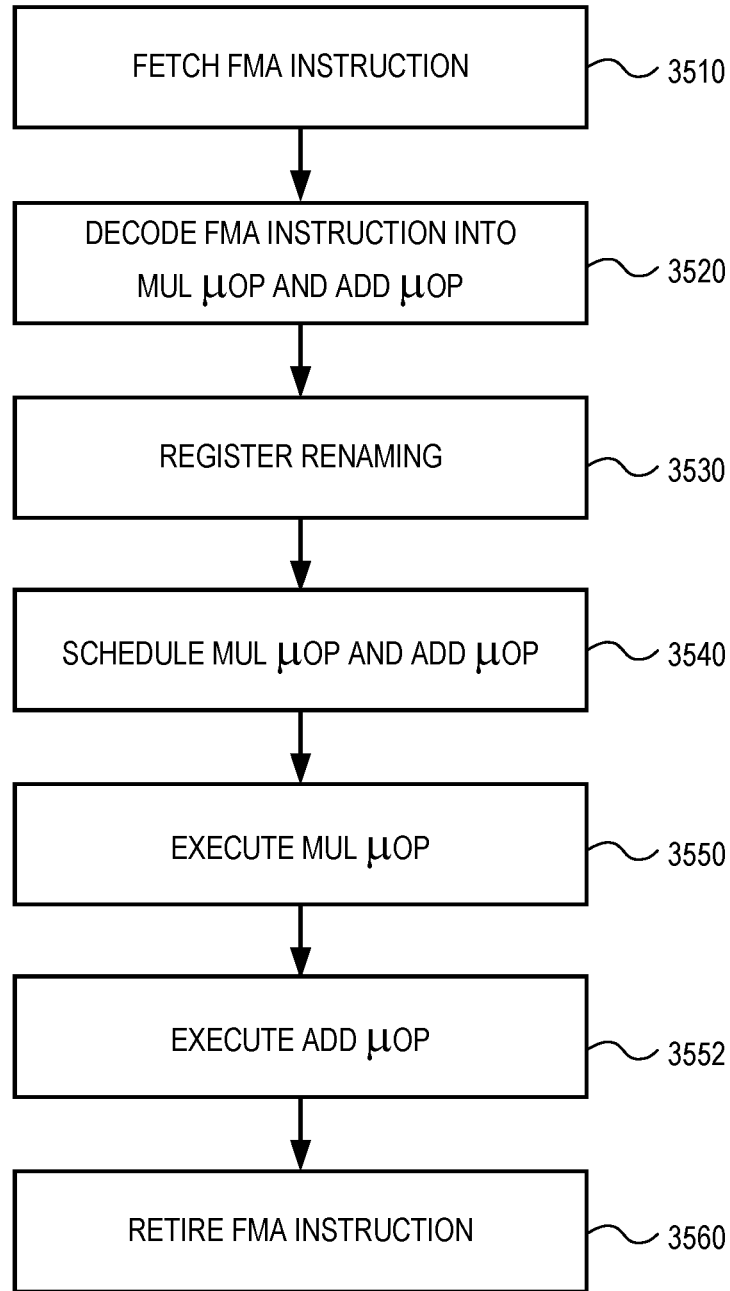 FETCH FMA INSTRUCTION
3510
DECODE FMA INSTRUCTION INTO
MUL μOP AND ADD μOP
3520
REGISTER RENAMING
3530
SCHEDULE MUL μOP AND ADD μOP
3540
EXECUTE MUL μOP
3550
EXECUTE ADD μOP
3552
RETIRE FMA INSTRUCTION
3560